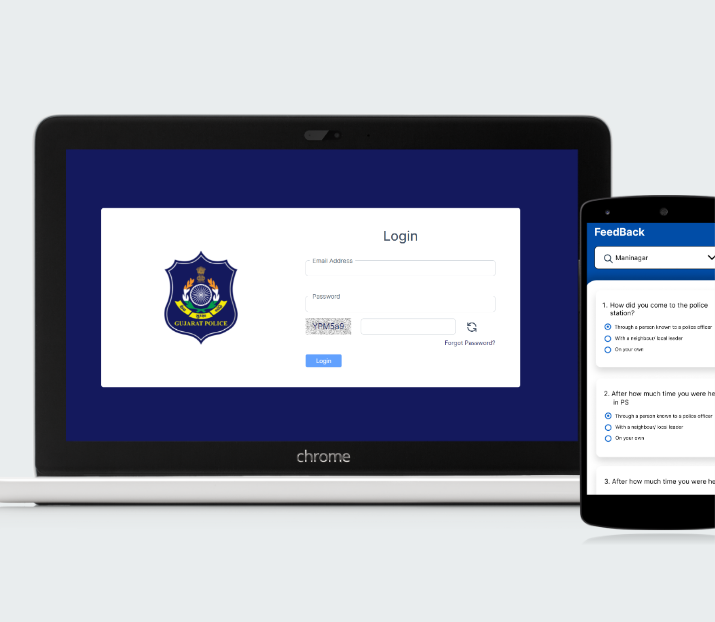 Login
Email Address
GUJARAT POLICE
Password
YPM5a9
Forgot Password?
Login
chrome
FeedBack
Maninagar
1. How did you come to the police
station?
Through a person known to a police officer
With a neighbour/ local leader
On your own
2. After how much time you were he
in PS
Through a person known to a police officer
With a neighbour/ local leader
On your own
3. After how much time you were he